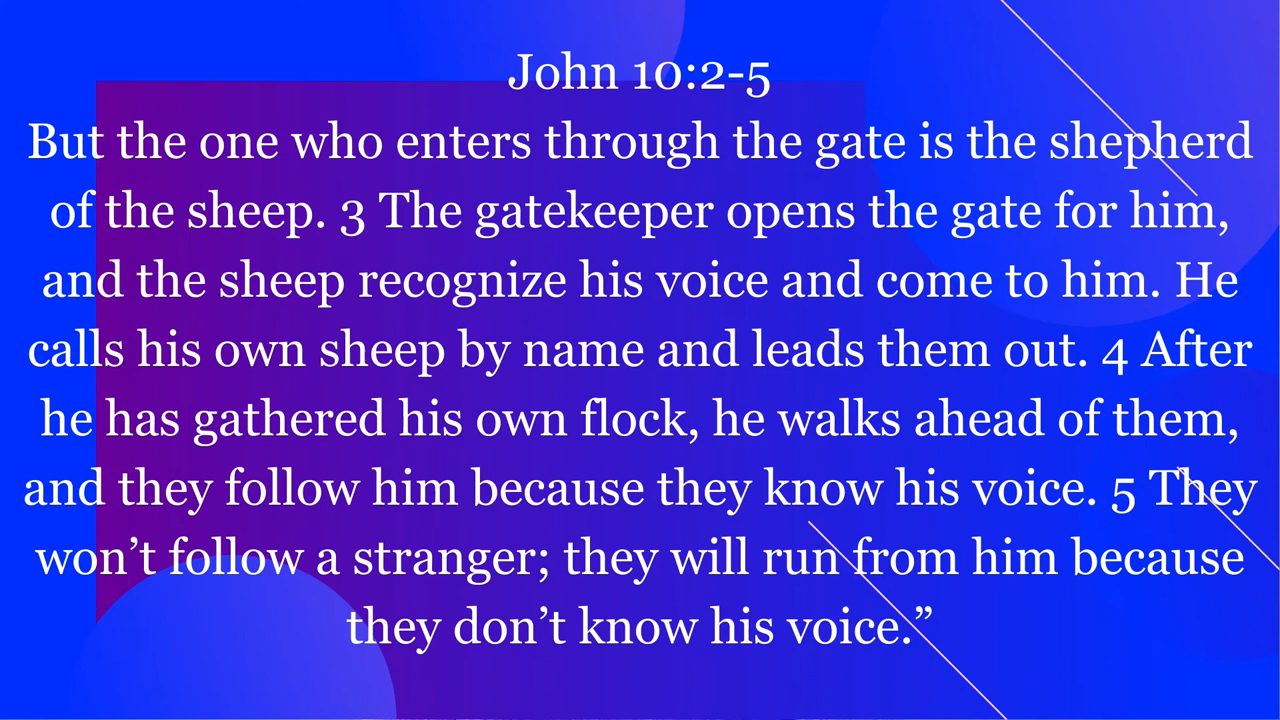 John 10:2-5
But the one who enters through the gate is the shepherd
of the sheep. 3 The gatekeeper opens the gate for him,
and the sheep recognize his voice and come to him. He
calls his own sheep by name and leads them out. 4 After
he has gathered his own flock, he walks ahead of them,
and they follow him because they know his voice. 5 They
won’t follow a stranger; they will run from him because
they don’t know his voice.”